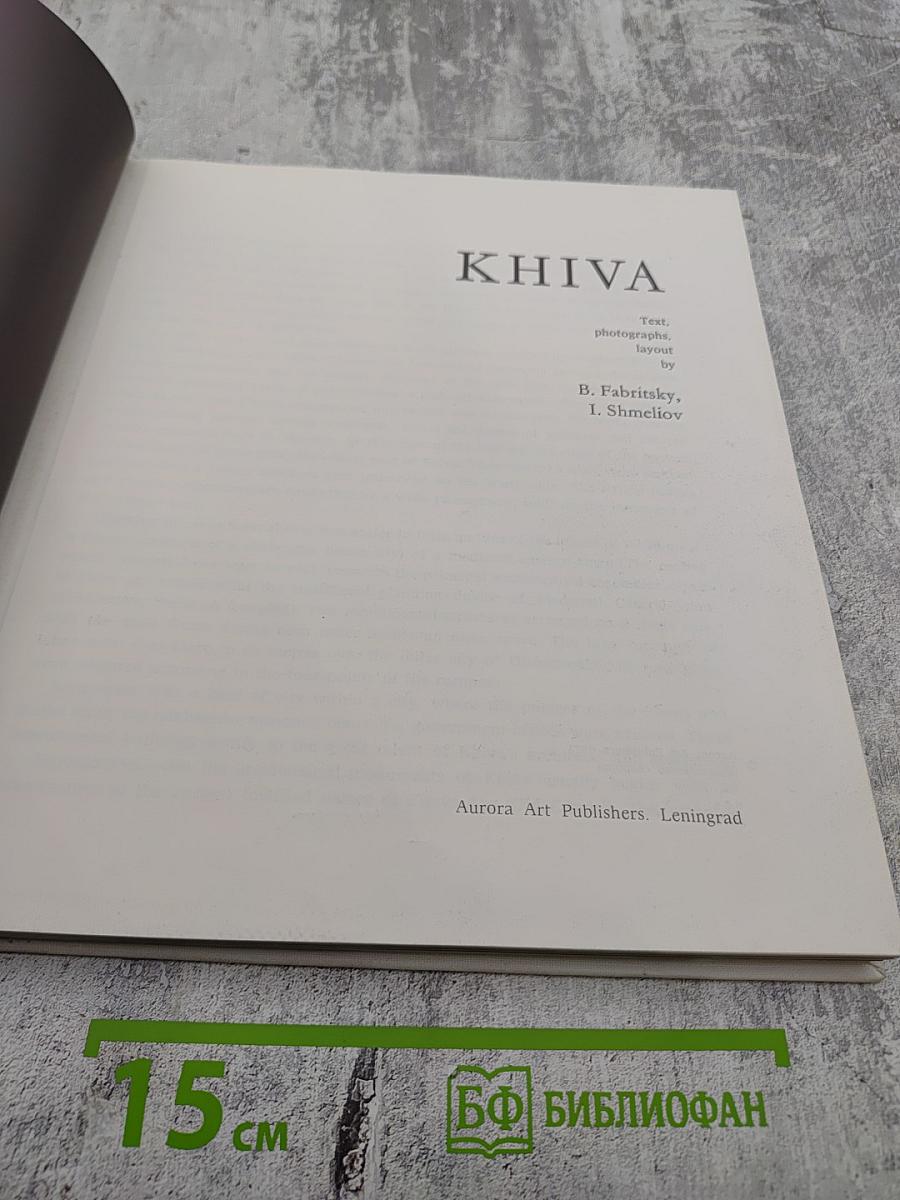 KHIVA
Text,
photographs,
layout
by
B. Fabritsky,
I. Shmeliov
Aurora Art Publishers. Leningrad
15 см
БФ БИБЛИОФАН